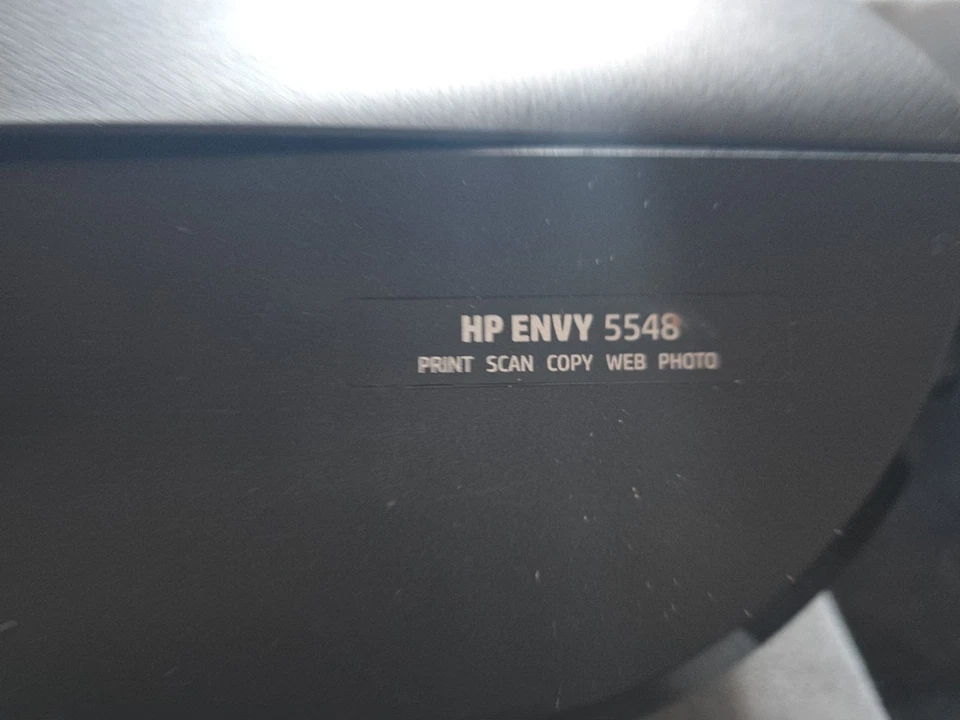 HP ENVY 5548
PRINT SCAN COPY WEB PHOTO